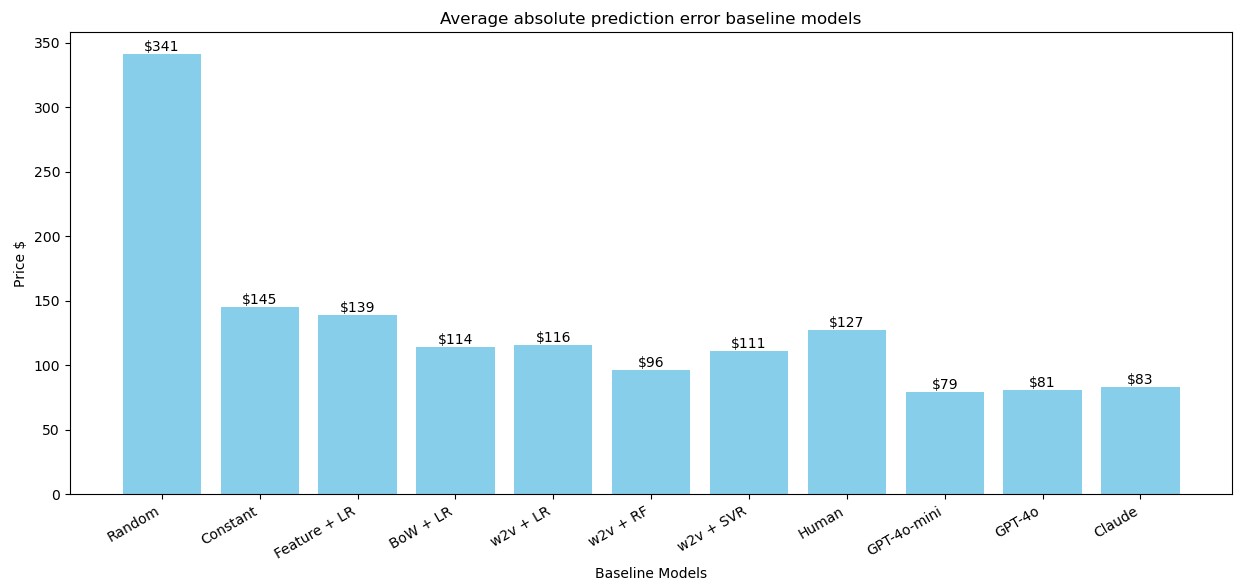 Average absolute prediction error baseline models
Price $
350
300
250
200
150
100
50
0
$341
$145
$139
$114
$116
$96
$111
$127
$79
$81
$83
Random
Constant
Feature + LR
BoW + LR
w2v + LR
w2v + RF
w2v + SVR
Human
GPT-4o-mini
GPT-4o
Claude
Baseline Models